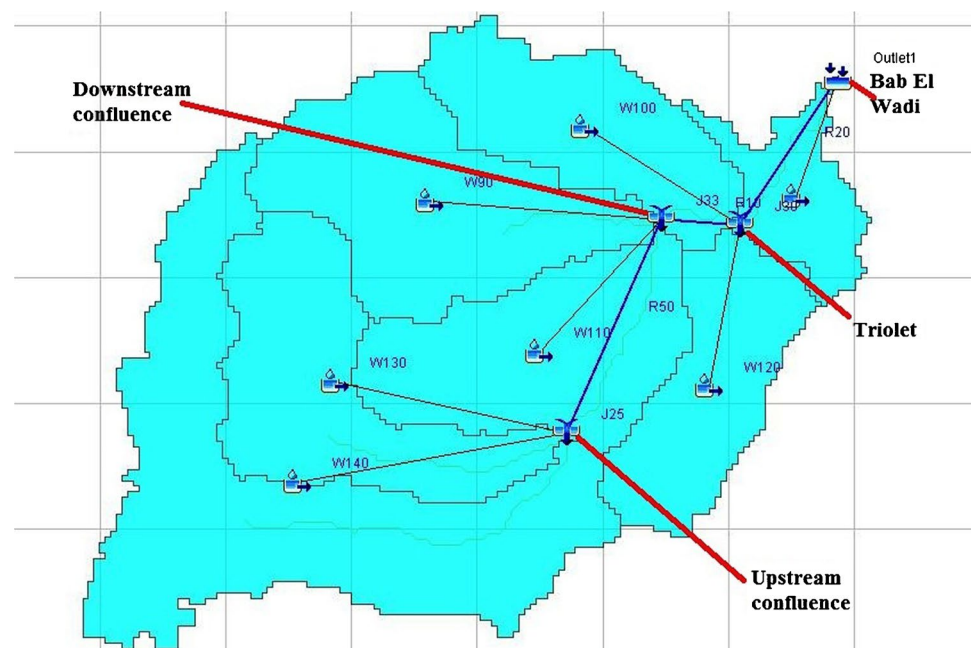 Outlet1
Bab El
Wadi
Downstream
confluence
W100
R20
W90
J33
R10
J30
R50
Triolet
W110
W130
W120
J25
W140
Upstream
confluence